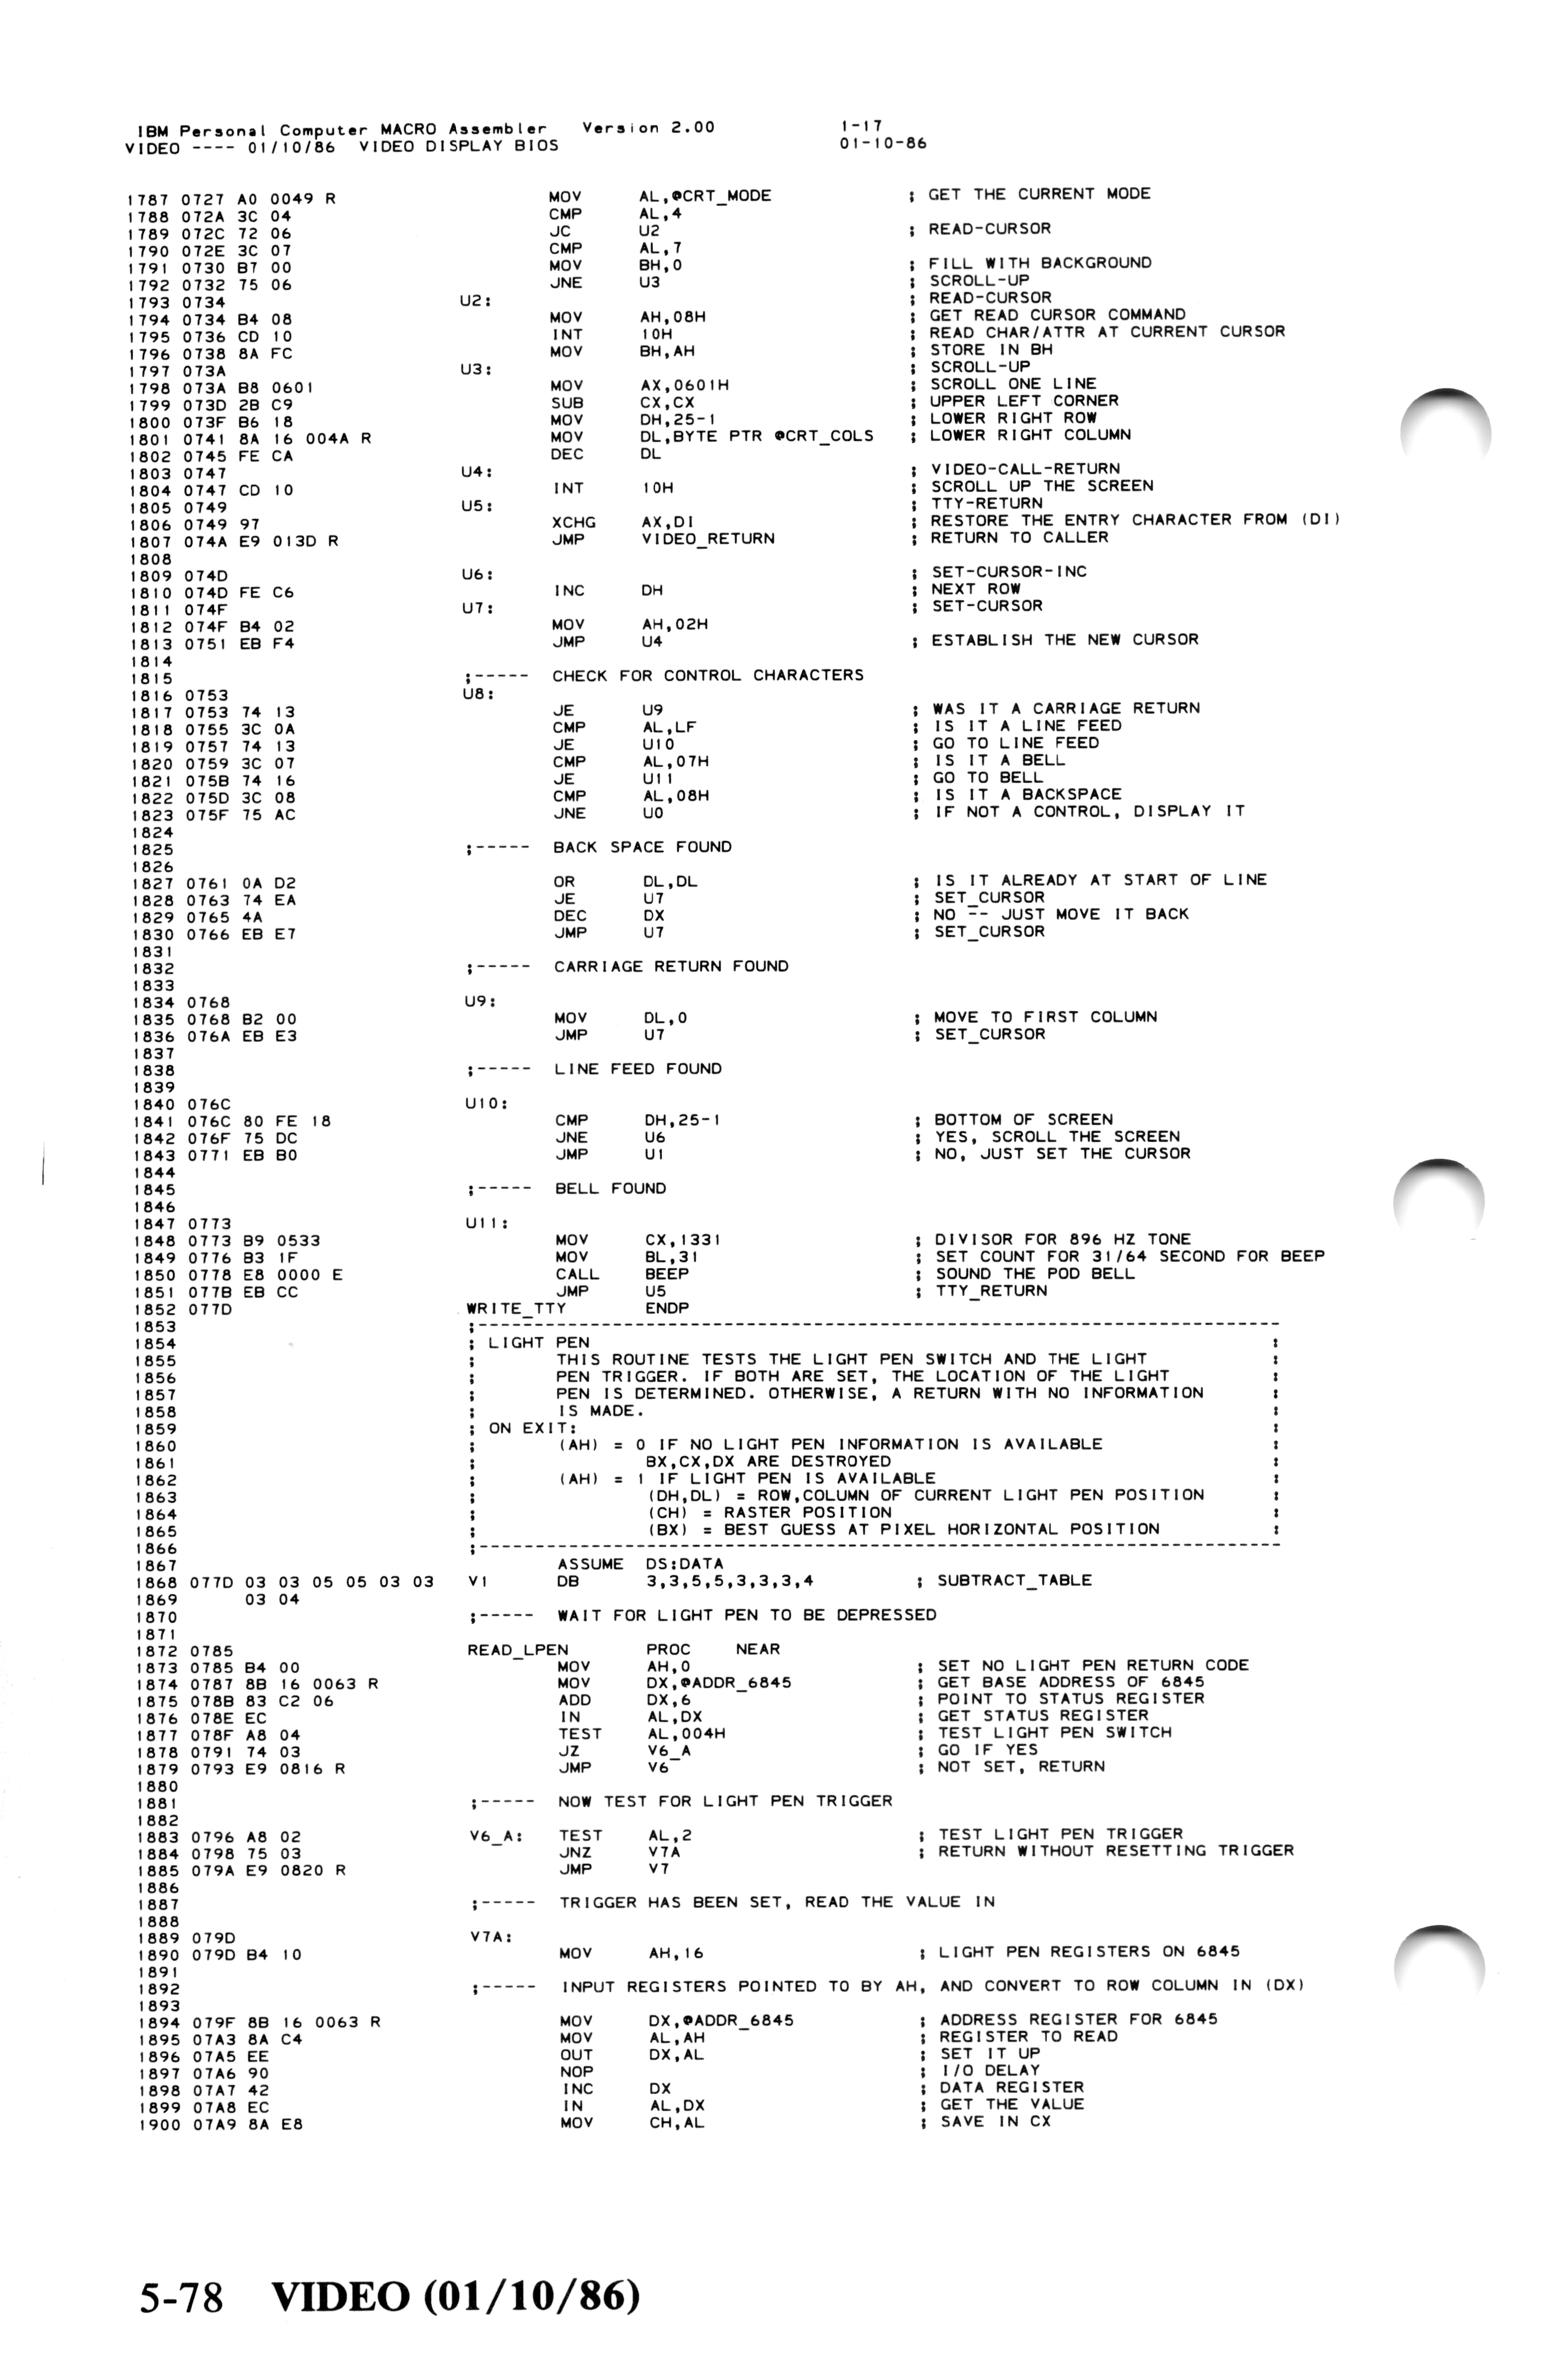 IBM Personal Computer MACRO Assembler   Version 2.00          1-17
VIDEO ---- 01/10/86  VIDEO DISPLAY BIOS                       01-10-86
1787 0727 A0 0049 R                 MOV     AL,@CRT_MODE            ; GET THE CURRENT MODE
1788 072A 3C 04                     CMP     AL,4
1789 072C 72 06                     JC      U2                      ; READ-CURSOR
1790 072E 3C 07                     CMP     AL,7
1791 0730 B7 00                     MOV     BH,0                    ; FILL WITH BACKGROUND
1792 0732 75 06                     JNE     U3                      ; SCROLL-UP
1793 0734                   U2:                                     ; READ-CURSOR
1794 0734 B4 08                     MOV     AH,08H                  ; GET READ CURSOR COMMAND
1795 0736 CD 10                     INT     10H                     ; READ CHAR/ATTR AT CURRENT CURSOR
1796 0738 8A FC                     MOV     BH,AH                   ; STORE IN BH
1797 073A                   U3:                                     ; SCROLL-UP
1798 073A B8 0601                   MOV     AX,0601H                ; SCROLL ONE LINE
1799 073D 2B C9                     SUB     CX,CX                   ; UPPER LEFT CORNER
1800 073F B6 18                     MOV     DH,25-1                 ; LOWER RIGHT ROW
1801 0741 8A 16 004A R              MOV     DL,BYTE PTR @CRT_COLS   ; LOWER RIGHT COLUMN
1802 0745 FE CA                     DEC     DL
1803 0747                   U4:                                     ; VIDEO-CALL-RETURN
1804 0747 CD 10                     INT     10H                     ; SCROLL UP THE SCREEN
1805 0749                   U5:                                     ; TTY-RETURN
1806 0749 97                        XCHG    AX,DI                   ; RESTORE THE ENTRY CHARACTER FROM (DI)
1807 074A E9 013D R                 JMP     VIDEO_RETURN            ; RETURN TO CALLER
1808
1809 074D                   U6:                                     ; SET-CURSOR-INC
1810 074D FE C6                     INC     DH                      ; NEXT ROW
1811 074F                   U7:                                     ; SET-CURSOR
1812 074F B4 02                     MOV     AH,02H
1813 0751 EB F4                     JMP     U4                      ; ESTABLISH THE NEW CURSOR
1814
1815                        ;-----  CHECK FOR CONTROL CHARACTERS
1816 0753                   U8:
1817 0753 74 13                     JE      U9                      ; WAS IT A CARRIAGE RETURN
1818 0755 3C 0A                     CMP     AL,LF                   ; IS IT A LINE FEED
1819 0757 74 13                     JE      U10                     ; GO TO LINE FEED
1820 0759 3C 07                     CMP     AL,07H                  ; IS IT A BELL
1821 075B 74 16                     JE      U11                     ; GO TO BELL
1822 075D 3C 08                     CMP     AL,08H                  ; IS IT A BACKSPACE
1823 075F 75 AC                     JNE     U0                      ; IF NOT A CONTROL, DISPLAY IT
1824
1825                        ;-----  BACK SPACE FOUND
1826
1827 0761 0A D2                     OR      DL,DL                   ; IS IT ALREADY AT START OF LINE
1828 0763 74 EA                     JE      U7                      ; SET_CURSOR
1829 0765 4A                        DEC     DX                      ; NO -- JUST MOVE IT BACK
1830 0766 EB E7                     JMP     U7                      ; SET_CURSOR
1831
1832                        ;-----  CARRIAGE RETURN FOUND
1833
1834 0768                   U9:
1835 0768 B2 00                     MOV     DL,0                    ; MOVE TO FIRST COLUMN
1836 076A EB E3                     JMP     U7                      ; SET_CURSOR
1837
1838                        ;-----  LINE FEED FOUND
1839
1840 076C                   U10:
1841 076C 80 FE 18                  CMP     DH,25-1                 ; BOTTOM OF SCREEN
1842 076F 75 DC                     JNE     U6                      ; YES, SCROLL THE SCREEN
1843 0771 EB B0                     JMP     U1                      ; NO, JUST SET THE CURSOR
1844
1845                        ;-----  BELL FOUND
1846
1847 0773                   U11:
1848 0773 B9 0533                   MOV     CX,1331                 ; DIVISOR FOR 896 HZ TONE
1849 0776 B3 1F                     MOV     BL,31                   ; SET COUNT FOR 31/64 SECOND FOR BEEP
1850 0778 E8 0000 E                 CALL    BEEP                    ; SOUND THE POD BELL
1851 077B EB CC                     JMP     U5                      ; TTY_RETURN
1852 077D                   WRITE_TTY       ENDP
1853                        ;-----------------------------------------------------------------------
1854                        ; LIGHT PEN                                                             :
1855                        ;       THIS ROUTINE TESTS THE LIGHT PEN SWITCH AND THE LIGHT           :
1856                        ;       PEN TRIGGER. IF BOTH ARE SET, THE LOCATION OF THE LIGHT         :
1857                        ;       PEN IS DETERMINED. OTHERWISE, A RETURN WITH NO INFORMATION      :
1858                        ;       IS MADE.                                                        :
1859                        ; ON EXIT:                                                              :
1860                        ;       (AH) = 0 IF NO LIGHT PEN INFORMATION IS AVAILABLE               :
1861                        ;               BX,CX,DX ARE DESTROYED                                  :
1862                        ;       (AH) = 1 IF LIGHT PEN IS AVAILABLE                              :
1863                        ;               (DH,DL) = ROW,COLUMN OF CURRENT LIGHT PEN POSITION      :
1864                        ;               (CH) = RASTER POSITION                                  :
1865                        ;               (BX) = BEST GUESS AT PIXEL HORIZONTAL POSITION          :
1866                        ;-----------------------------------------------------------------------
1867                                ASSUME  DS:DATA
1868 077D 03 03 05 05 03 03 V1      DB      3,3,5,5,3,3,3,4         ; SUBTRACT_TABLE
1869      03 04
1870                        ;-----  WAIT FOR LIGHT PEN TO BE DEPRESSED
1871
1872 0785                   READ_LPEN       PROC    NEAR
1873 0785 B4 00                     MOV     AH,0                    ; SET NO LIGHT PEN RETURN CODE
1874 0787 8B 16 0063 R              MOV     DX,@ADDR_6845           ; GET BASE ADDRESS OF 6845
1875 078B 83 C2 06                  ADD     DX,6                    ; POINT TO STATUS REGISTER
1876 078E EC                        IN      AL,DX                   ; GET STATUS REGISTER
1877 078F A8 04                     TEST    AL,004H                 ; TEST LIGHT PEN SWITCH
1878 0791 74 03                     JZ      V6_A                    ; GO IF YES
1879 0793 E9 0816 R                 JMP     V6                      ; NOT SET, RETURN
1880
1881                        ;-----  NOW TEST FOR LIGHT PEN TRIGGER
1882
1883 0796 A8 02             V6_A:   TEST    AL,2                    ; TEST LIGHT PEN TRIGGER
1884 0798 75 03                     JNZ     V7A                     ; RETURN WITHOUT RESETTING TRIGGER
1885 079A E9 0820 R                 JMP     V7
1886
1887                        ;-----  TRIGGER HAS BEEN SET, READ THE VALUE IN
1888
1889 079D                   V7A:
1890 079D B4 10                     MOV     AH,16                   ; LIGHT PEN REGISTERS ON 6845
1891
1892                        ;-----  INPUT REGISTERS POINTED TO BY AH, AND CONVERT TO ROW COLUMN IN (DX)
1893
1894 079F 8B 16 0063 R              MOV     DX,@ADDR_6845           ; ADDRESS REGISTER FOR 6845
1895 07A3 8A C4                     MOV     AL,AH                   ; REGISTER TO READ
1896 07A5 EE                        OUT     DX,AL                   ; SET IT UP
1897 07A6 90                        NOP                             ; I/O DELAY
1898 07A7 42                        INC     DX                      ; DATA REGISTER
1899 07A8 EC                        IN      AL,DX                   ; GET THE VALUE
1900 07A9 8A E8                     MOV     CH,AL                   ; SAVE IN CX
5-78   VIDEO (01/10/86)